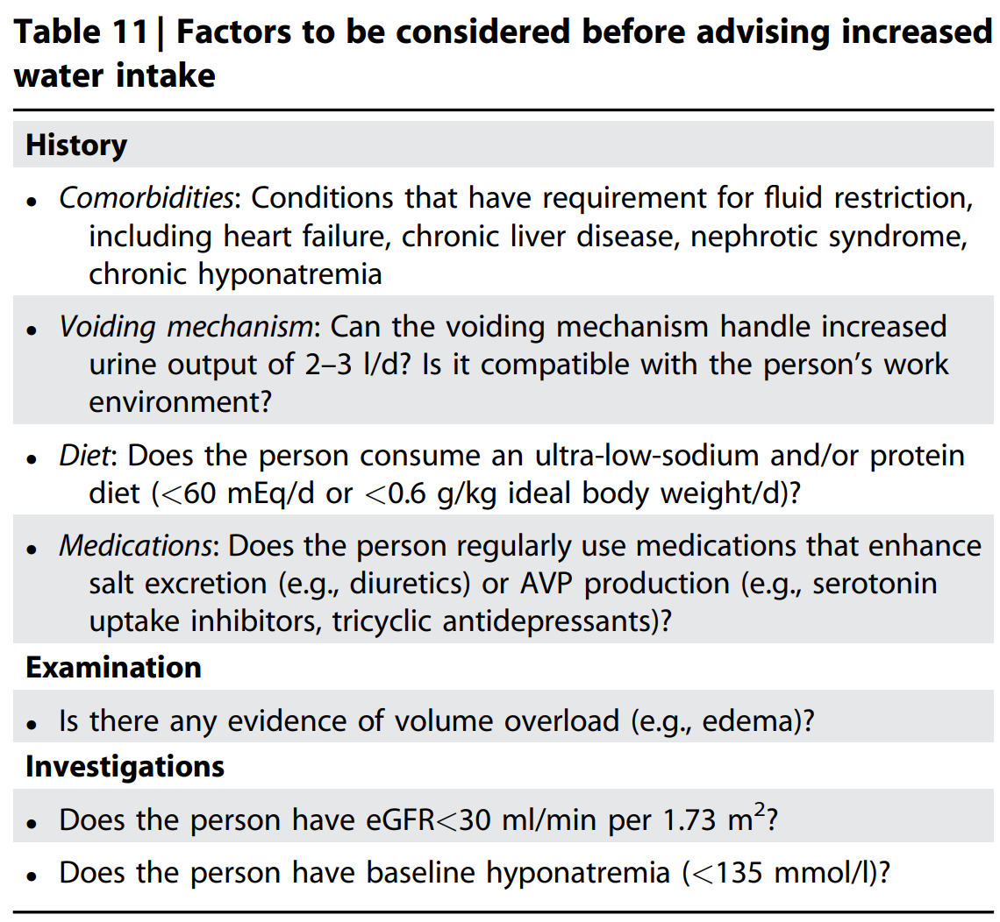 Table 11 | Factors to be considered before advising increased
water intake
History
• Comorbidities: Conditions that have requirement for fluid restriction,
including heart failure, chronic liver disease, nephrotic syndrome,
chronic hyponatremia
• Voiding mechanism: Can the voiding mechanism handle increased
urine output of 2–3 l/d? Is it compatible with the person's work
environment?
• Diet: Does the person consume an ultra-low-sodium and/or protein
diet (<60 mEq/d or <0.6 g/kg ideal body weight/d)?
• Medications: Does the person regularly use medications that enhance
salt excretion (e.g., diuretics) or AVP production (e.g., serotonin
uptake inhibitors, tricyclic antidepressants)?
Examination
• Is there any evidence of volume overload (e.g., edema)?
Investigations
• Does the person have eGFR<30 ml/min per 1.73 m²?
• Does the person have baseline hyponatremia (<135 mmol/l)?